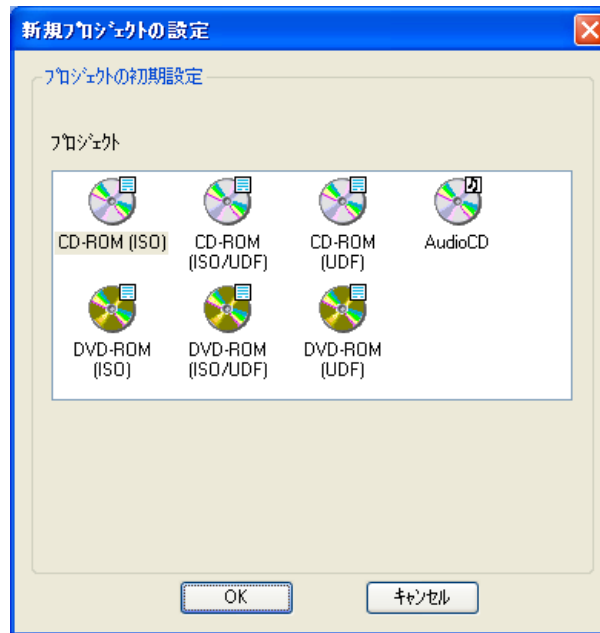 新規ﾌﾟﾛｼﾞｪｸﾄの設定
ﾌﾟﾛｼﾞｪｸﾄの初期設定
ﾌﾟﾛｼﾞｪｸﾄ
CD-ROM (ISO)
CD-ROM
(ISO/UDF)
CD-ROM
(UDF)
AudioCD
DVD-ROM
(ISO)
DVD-ROM
(ISO/UDF)
DVD-ROM
(UDF)
OK
ｷｬﾝｾﾙ